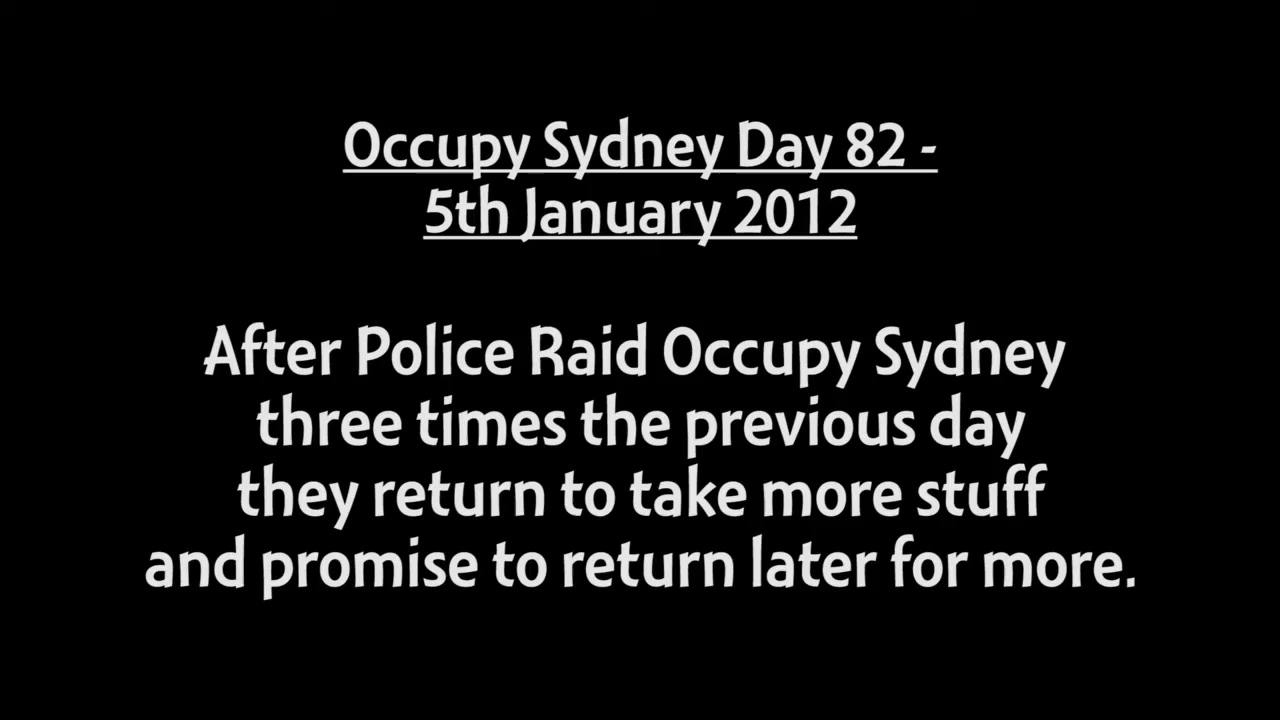 Occupy Sydney Day 82 -
5th January 2012
After Police Raid Occupy Sydney
three times the previous day
they return to take more stuff
and promise to return later for more.